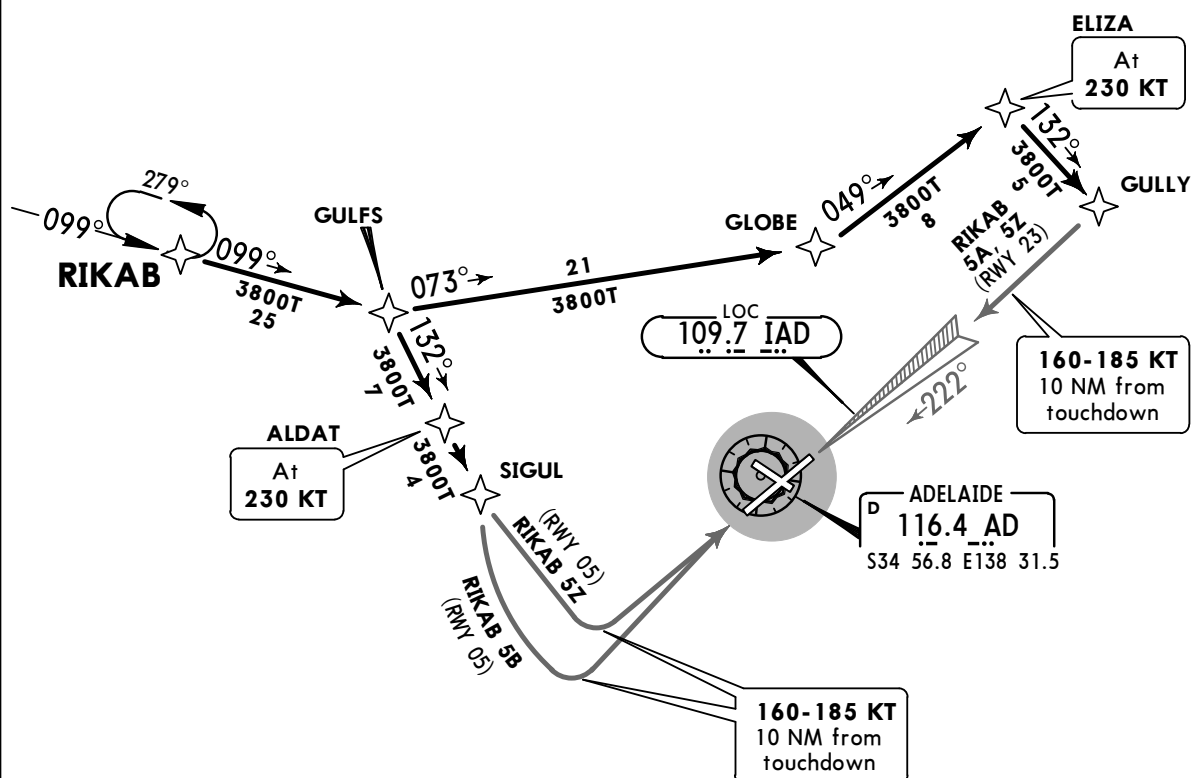 ELIZA
At
230 KT
132°
3800T
5
GULLY
049°
3800T
8
GLOBE
279°
099°
RIKAB
099°
3800T
25
GULFS
073°
21
3800T
RIKAB
5A, 5Z
(RWY 23)
LOC
109.7 IAD
222°
160-185 KT
10 NM from
touchdown
132°
3800T
7
ALDAT
At
230 KT
3800T
4
SIGUL
ADELAIDE
D
116.4 AD
S34 56.8 E138 31.5
(RWY 05)
RIKAB 5Z
RIKAB 5B
(RWY 05)
160-185 KT
10 NM from
touchdown